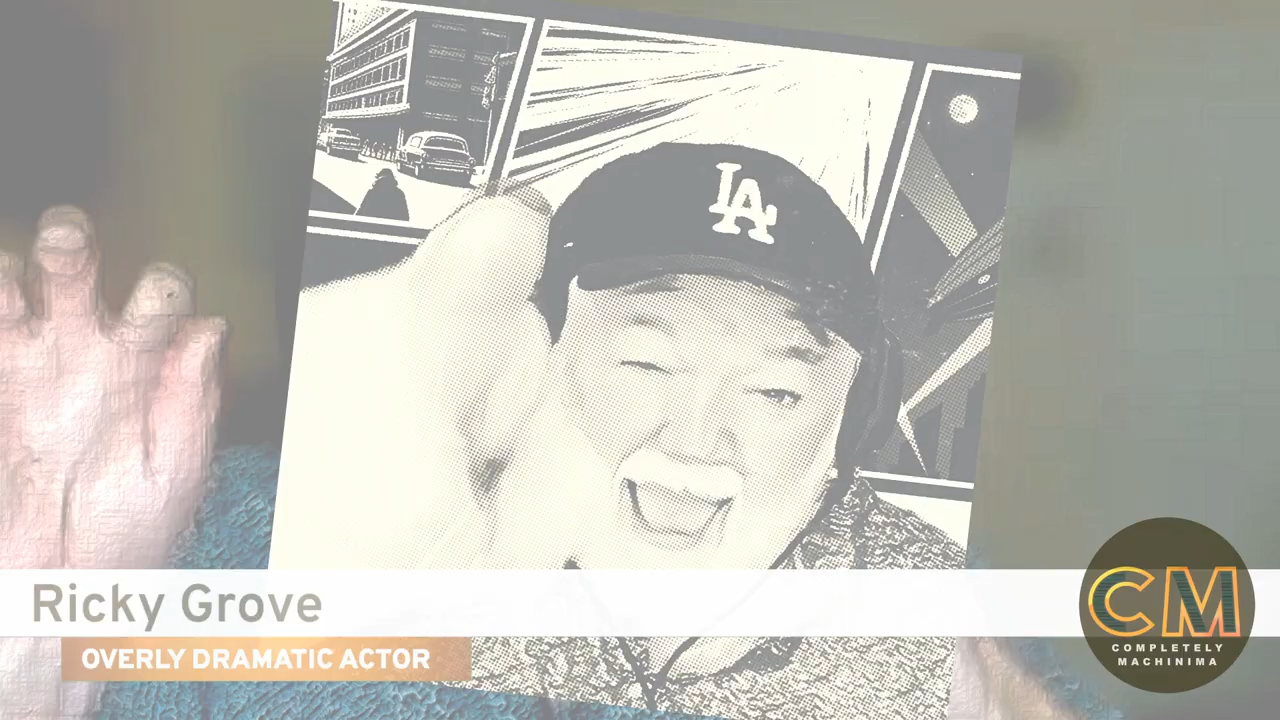 LA
Ricky Grove
OVERLY DRAMATIC ACTOR
CM
COMPLETELY
MACHINIMA